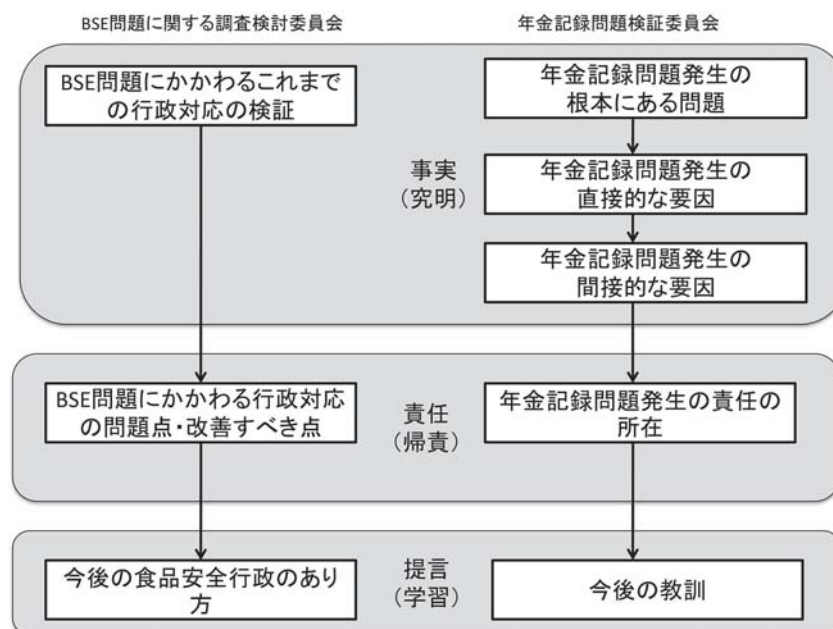 BSE問題に関する調査検討委員会
年金記録問題検証委員会
BSE問題にかかわるこれまで
の行政対応の検証
年金記録問題発生の
根本にある問題
事実
（究明）
年金記録問題発生の
直接的な要因
年金記録問題発生の
間接的な要因
BSE問題にかかわる行政対応
の問題点・改善すべき点
責任
（帰責）
年金記録問題発生の責任の
所在
今後の食品安全行政のあり
方
提言
（学習）
今後の教訓